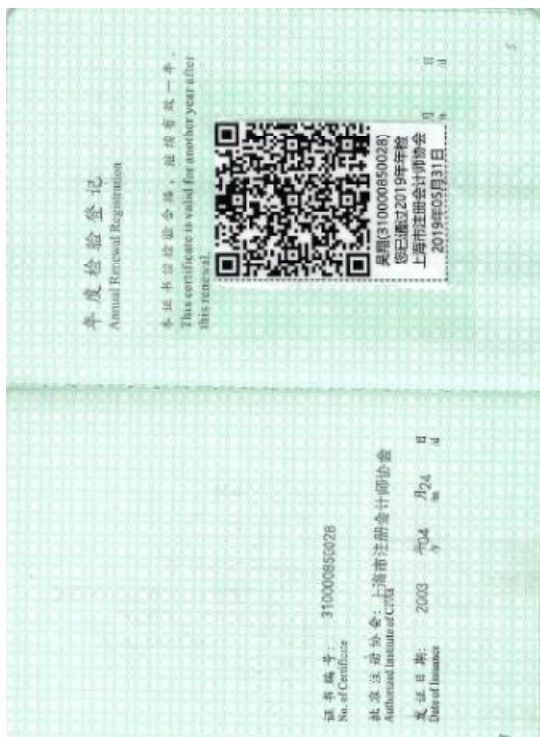 年度检验登记
Annual Renewal Registration
本证书经检验合格，继续有效一年。
This certificate is valid for another year after
this renewal.
吴翔(310000850028)
您已通过2019年年检
上海市注册会计师协会
2019年05月31日
月 日
/m /d
5
证书编号： 310000850028
No. of Certificate
批准注册协会：上海市注册会计师协会
Authorized Institute of CPAs
发证日期： 2003 年04 月24 日
Date of Issuance /y /m /d